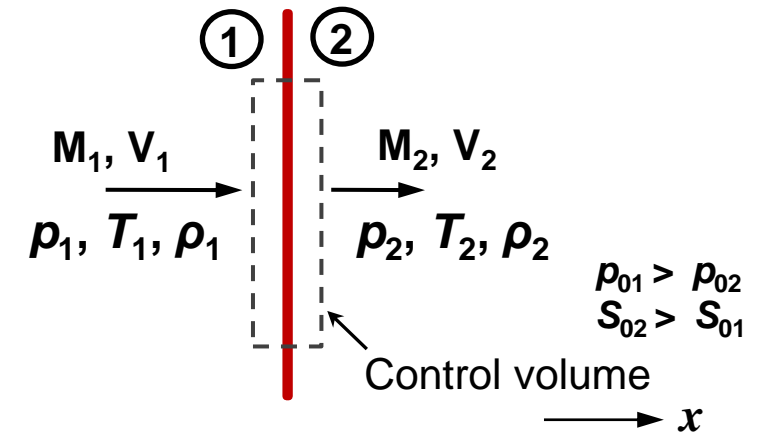 1 2
M₁, V₁ M₂, V₂
p₁, T₁, ρ₁ p₂, T₂, ρ₂
p₀₁ > p₀₂
S₀₂ > S₀₁
Control volume
x